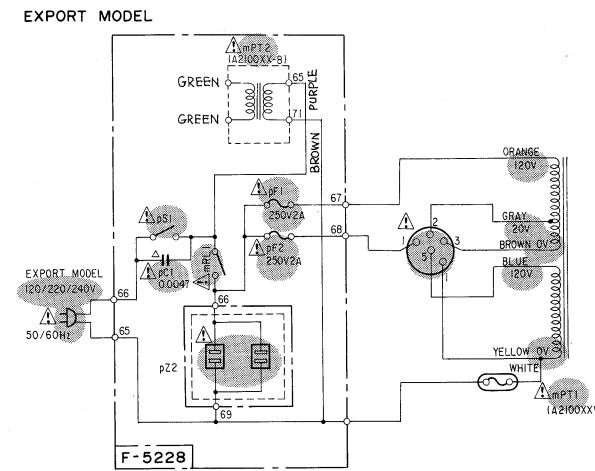 EXPORT MODEL
mPT2
(A2100XX-B)
GREEN
65
PURPLE
GREEN
71
BROWN
ORANGE
120V
pF1
250V2A
67
pS1
GRAY
20V
2
68
1
3
BROWN 0V
pF2
250V2A
5
BLUE
120V
mRL1
pC1
0.0047
EXPORT MODEL
120/220/240V
66
66
1
50/60Hz
65
pZ2
YELLOW 0V
WHITE
mPT1
(A2100XX
69
F-5228